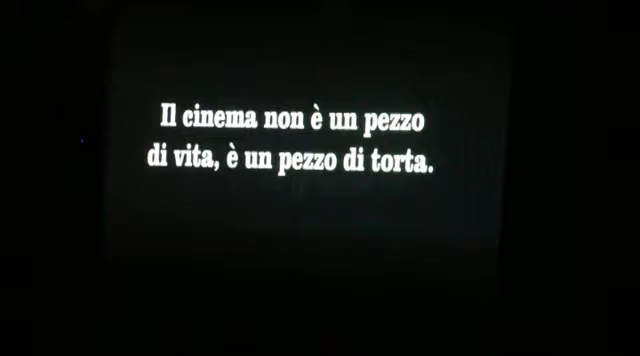 Il cinema non è un pezzo
di vita, è un pezzo di torta.